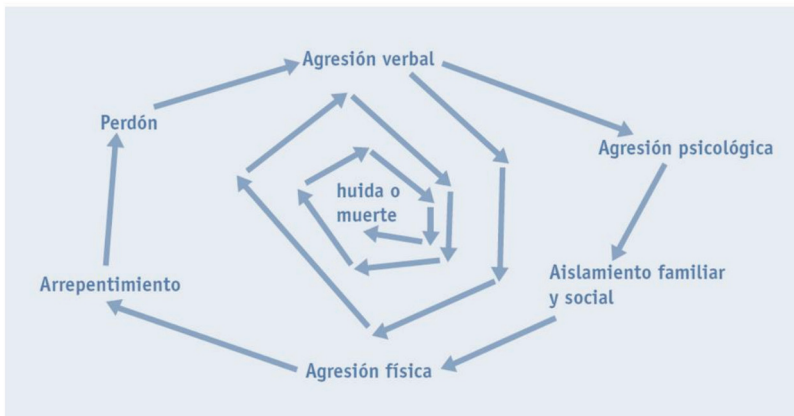 Agresión verbal
Perdón
Agresión psicológica
huida o
muerte
Arrepentimiento
Aislamiento familiar
y social
Agresión física